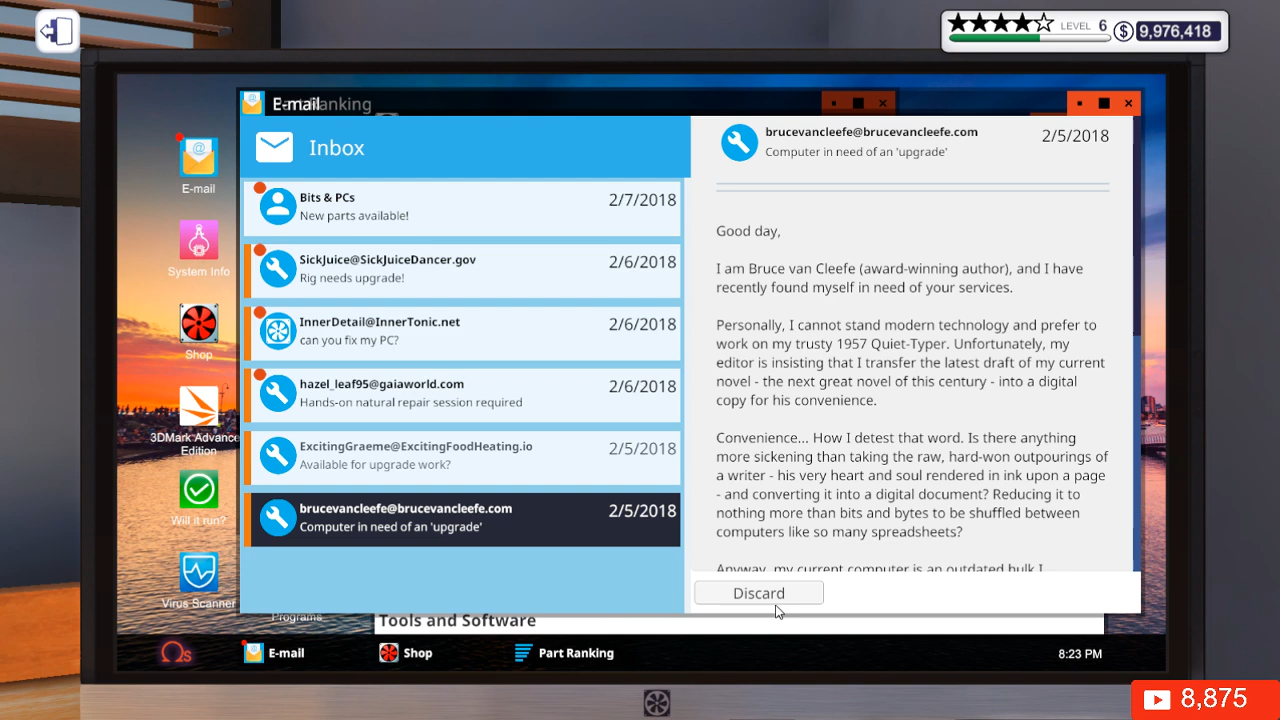 LEVEL 6
$ 9,976,418
E-mail
Inbox
Bits & PCs
2/7/2018
New parts available!
SickJuice@SickJuiceDancer.gov
2/6/2018
Rig needs upgrade!
InnerDetail@InnerTonic.net
2/6/2018
can you fix my PC?
hazel_leaf95@gaiaworld.com
2/6/2018
Hands-on natural repair session required
ExcitingGraeme@ExcitingFoodHeating.io
2/5/2018
Available for upgrade work?
brucevancleefe@brucevancleefe.com
2/5/2018
Computer in need of an 'upgrade'
brucevancleefe@brucevancleefe.com
2/5/2018
Computer in need of an 'upgrade'
Good day,
I am Bruce van Cleefe (award-winning author), and I have
recently found myself in need of your services.
Personally, I cannot stand modern technology and prefer to
work on my trusty 1957 Quiet-Typer. Unfortunately, my
editor is insisting that I transfer the latest draft of my current
novel - the next great novel of this century - into a digital
copy for his convenience.
Convenience... How I detest that word. Is there anything
more sickening than taking the raw, hard-won outpourings of
a writer - his very heart and soul rendered in ink upon a page
- and converting it into a digital document? Reducing it to
nothing more than bits and bytes to be shuffled between
computers like so many spreadsheets?
Anyway, my current computer is an outdated hulk I
Discard
E-mail
System Info
Shop
3DMark Advance
Edition
Will it run?
Virus Scanner
Programs
Tools and Software
Ωs
E-mail
Shop
Part Ranking
8:23 PM
8,875